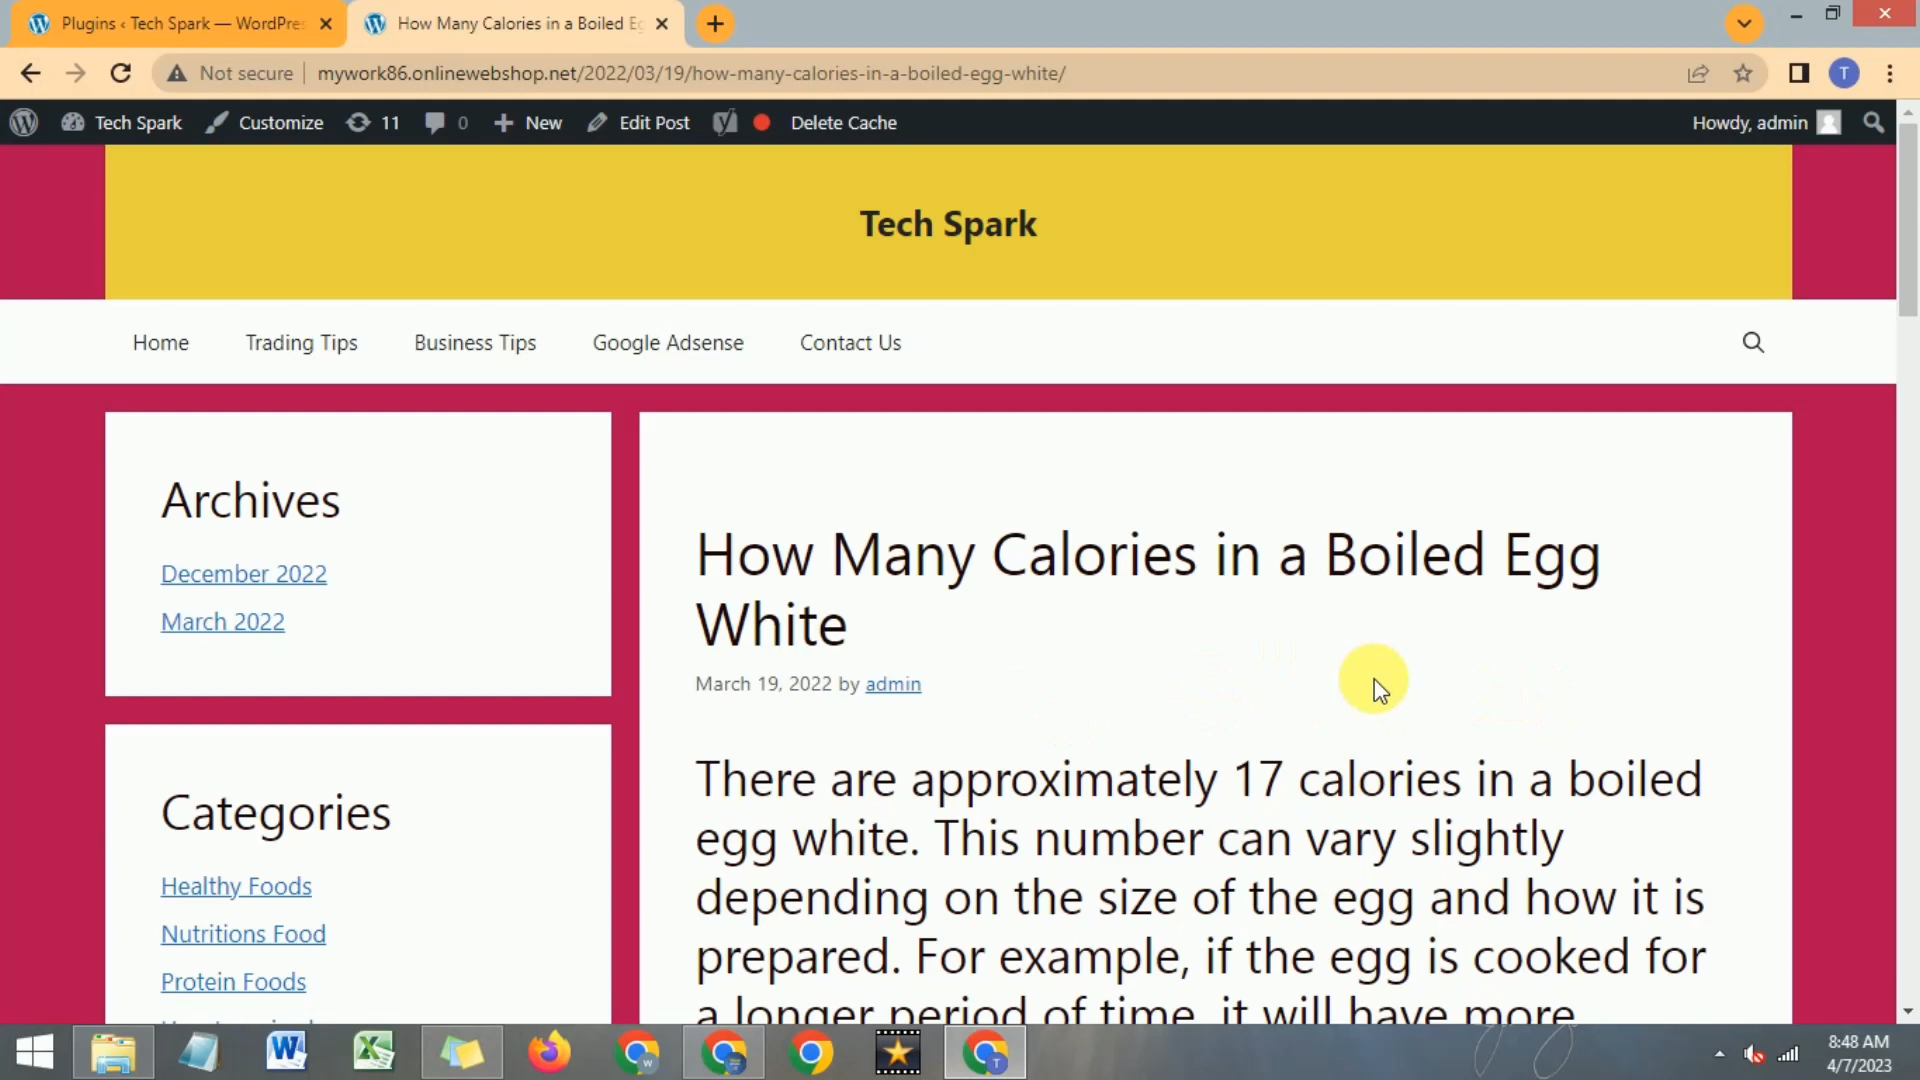 Plugins ‹ Tech Spark — WordPre
How Many Calories in a Boiled Eg
Not secure
mywork86.onlinewebshop.net/2022/03/19/how-many-calories-in-a-boiled-egg-white/
T
Tech Spark
Customize
11
0
New
Edit Post
Delete Cache
Howdy, admin
Tech Spark
Home
Trading Tips
Business Tips
Google Adsense
Contact Us
Archives
December 2022
March 2022
Categories
Healthy Foods
Nutritions Food
Protein Foods
How Many Calories in a Boiled Egg
White
March 19, 2022 by admin
There are approximately 17 calories in a boiled
egg white. This number can vary slightly
depending on the size of the egg and how it is
prepared. For example, if the egg is cooked for
a longer period of time, it will have more
8:48 AM
4/7/2023